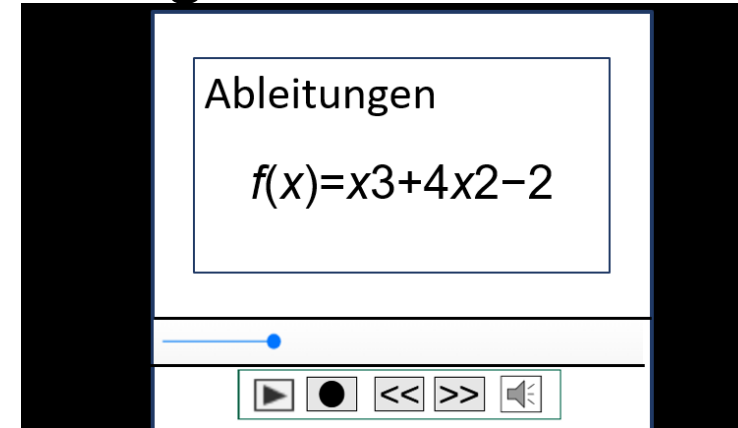 Ableitungen
f(x)=x3+4x2−2
<< >>